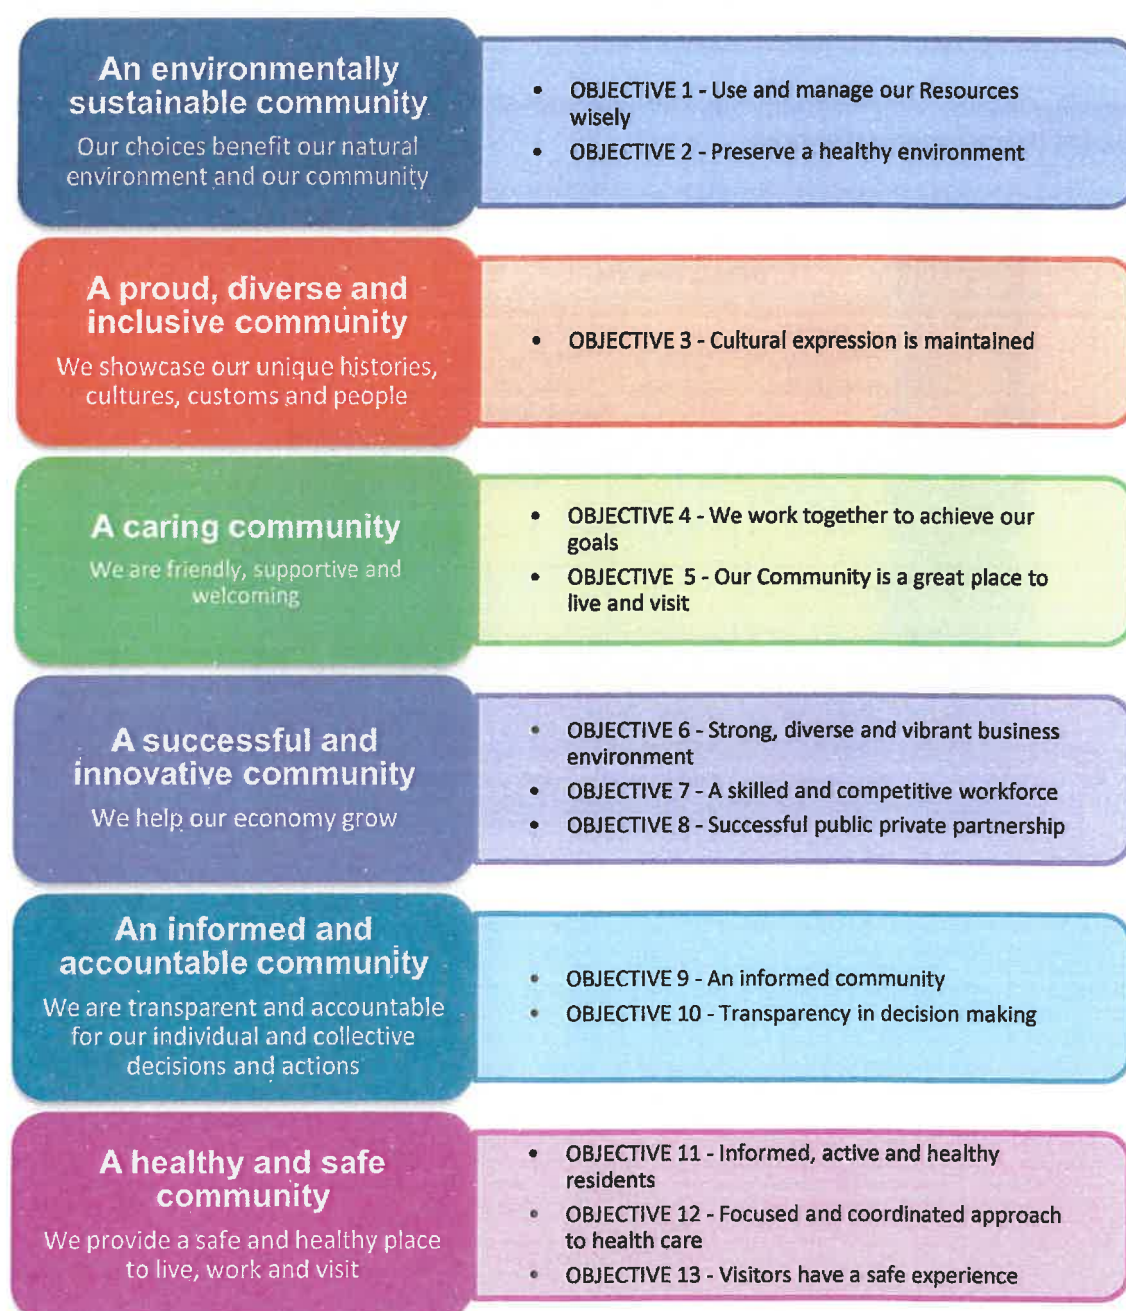 An environmentally
sustainable community
Our choices benefit our natural
environment and our community
• OBJECTIVE 1 - Use and manage our Resources
wisely
• OBJECTIVE 2 - Preserve a healthy environment
A proud, diverse and
inclusive community
We showcase our unique histories,
cultures, customs and people
• OBJECTIVE 3 - Cultural expression is maintained
A caring community
We are friendly, supportive and
welcoming
• OBJECTIVE 4 - We work together to achieve our
goals
• OBJECTIVE  5 - Our Community is a great place to
live and visit
A successful and
innovative community
We help our economy grow
• OBJECTIVE 6 - Strong, diverse and vibrant business
environment
• OBJECTIVE 7 - A skilled and competitive workforce
• OBJECTIVE 8 - Successful public private partnership
An informed and
accountable community
We are transparent and accountable
for our individual and collective
decisions and actions
• OBJECTIVE 9 - An informed community
• OBJECTIVE 10 - Transparency in decision making
A healthy and safe
community
We provide a safe and healthy place
to live, work and visit
• OBJECTIVE 11 - Informed, active and healthy
residents
• OBJECTIVE 12 - Focused and coordinated approach
to health care
• OBJECTIVE 13 - Visitors have a safe experience